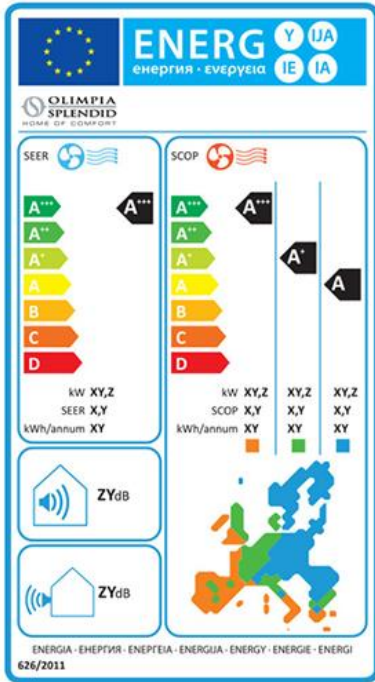 ENERG
енергия · ενεργεια
Y IJA
IE IA
OLIMPIA
SPLENDID
HOME OF COMFORT
SEER
A+++
A+++
A++
A+
A
B
C
D
kW XY,Z
SEER X,Y
kWh/annum XY
SCOP
A+++
A+++
A++
A+
A+
A
A
B
C
D
kW XY,Z XY,Z XY,Z
SCOP X,Y X,Y X,Y
kWh/annum XY XY XY
ZYdB
ZYdB
ENERGIA · ЕНЕРГИЯ · ΕΝΕΡΓΕΙΑ · ENERGIJA · ENERGY · ENERGIE · ENERGI
626/2011